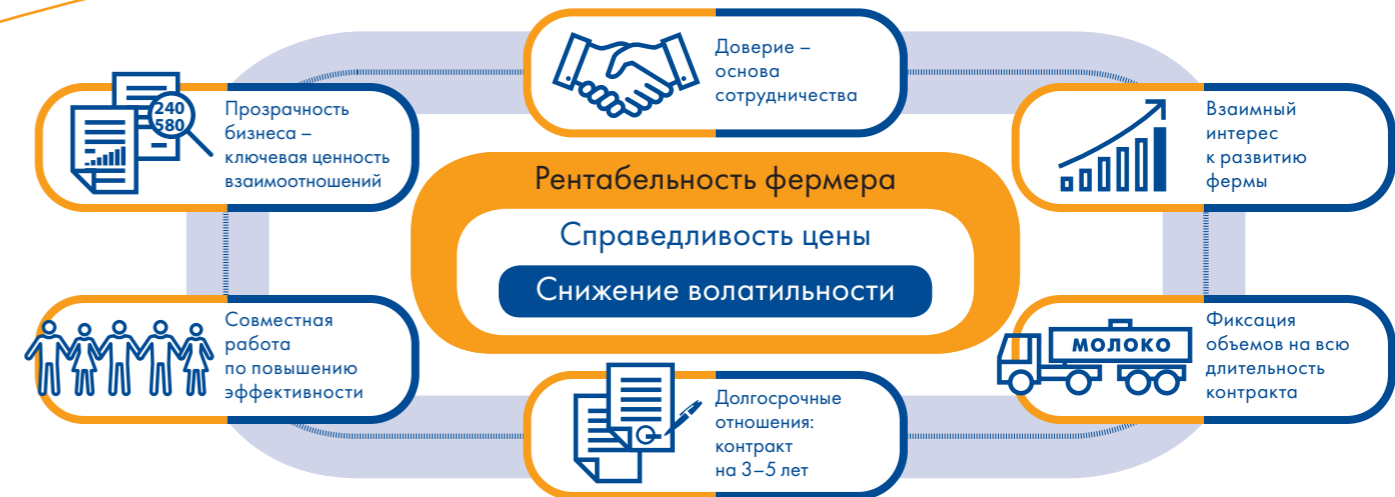 Доверие –
основа
сотрудничества
240
580
Прозрачность
бизнеса –
ключевая ценность
взаимоотношений
Взаимный
интерес
к развитию
фермы
Рентабельность фермера
Справедливость цены
Снижение волатильности
Совместная
работа
по повышению
эффективности
МОЛОКО
Фиксация
объемов на всю
длительность
контракта
Долгосрочные
отношения:
контракт
на 3–5 лет